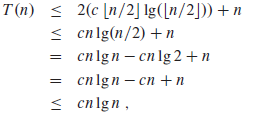 T(n) ≤ 2(c ⌊n/2⌋ lg(⌊n/2⌋)) + n
≤ cn lg(n/2) + n
= cn lg n − cn lg 2 + n
= cn lg n − cn + n
≤ cn lg n ,